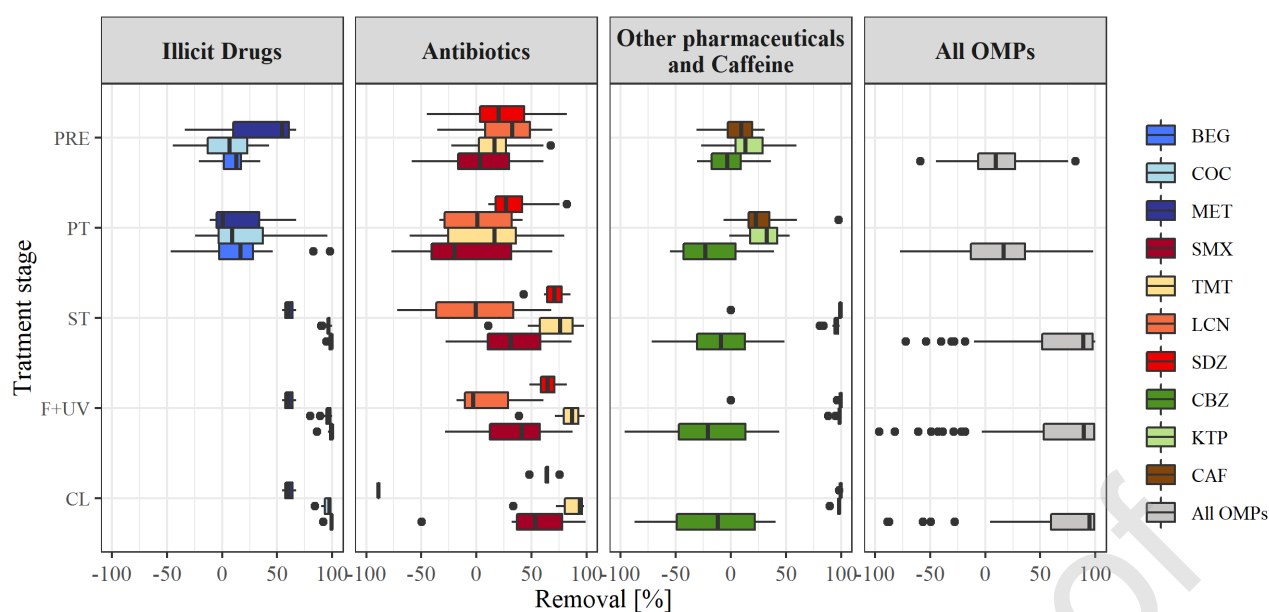 Illicit Drugs
Antibiotics
Other pharmaceuticals
and Caffeine
All OMPs
Tratment stage
PRE
PT
ST
F+UV
CL
-100 -50 0 50 100
-100 -50 0 50 100
-100 -50 0 50 100
-100 -50 0 50 100
Removal [%]
BEG
COC
MET
SMX
TMT
LCN
SDZ
CBZ
KTP
CAF
All OMPs
of